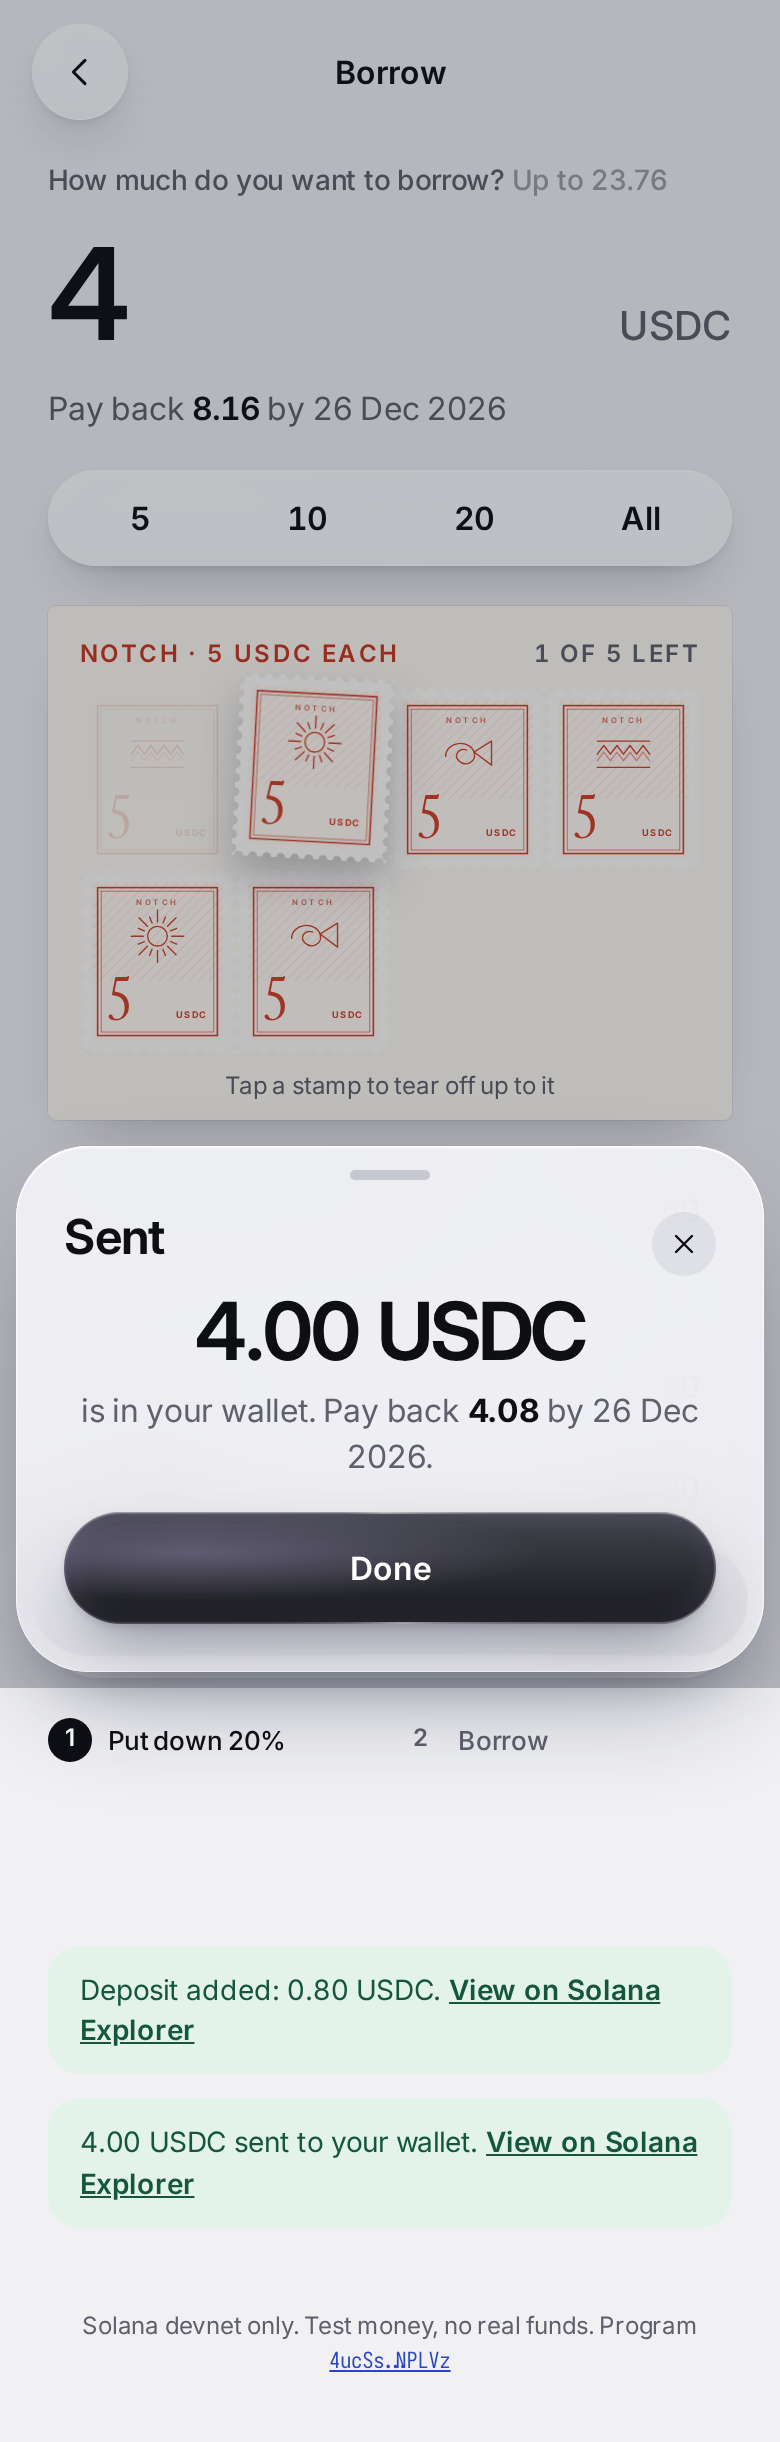 Borrow
How much do you want to borrow? Up to 23.76
4
USDC
Pay back 8.16 by 26 Dec 2026
5 10 20 All
NOTCH · 5 USDC EACH
1 OF 5 LEFT
NOTCH
5 USDC
NOTCH
5 USDC
NOTCH
5 USDC
NOTCH
5 USDC
NOTCH
5 USDC
NOTCH
5 USDC
Tap a stamp to tear off up to it
Sent
4.00 USDC
is in your wallet. Pay back 4.08 by 26 Dec
2026.
Done
1 Put down 20%
2 Borrow
Deposit added: 0.80 USDC. View on Solana
Explorer
4.00 USDC sent to your wallet. View on Solana
Explorer
Solana devnet only. Test money, no real funds. Program
4ucSs…NPLVz